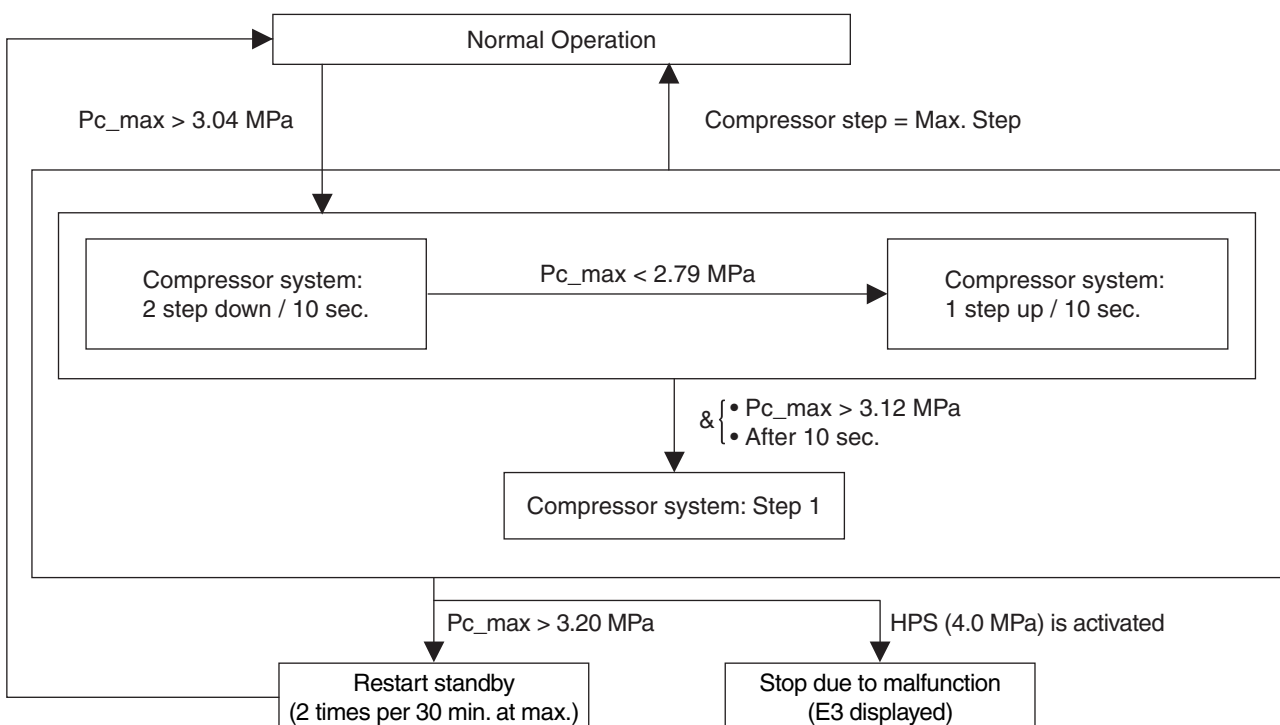 Normal Operation
Pc_max > 3.04 MPa
Compressor step = Max. Step
Compressor system:
2 step down / 10 sec.
Pc_max < 2.79 MPa
Compressor system:
1 step up / 10 sec.
& • Pc_max > 3.12 MPa
• After 10 sec.
Compressor system: Step 1
Pc_max > 3.20 MPa
HPS (4.0 MPa) is activated
Restart standby
(2 times per 30 min. at max.)
Stop due to malfunction
(E3 displayed)